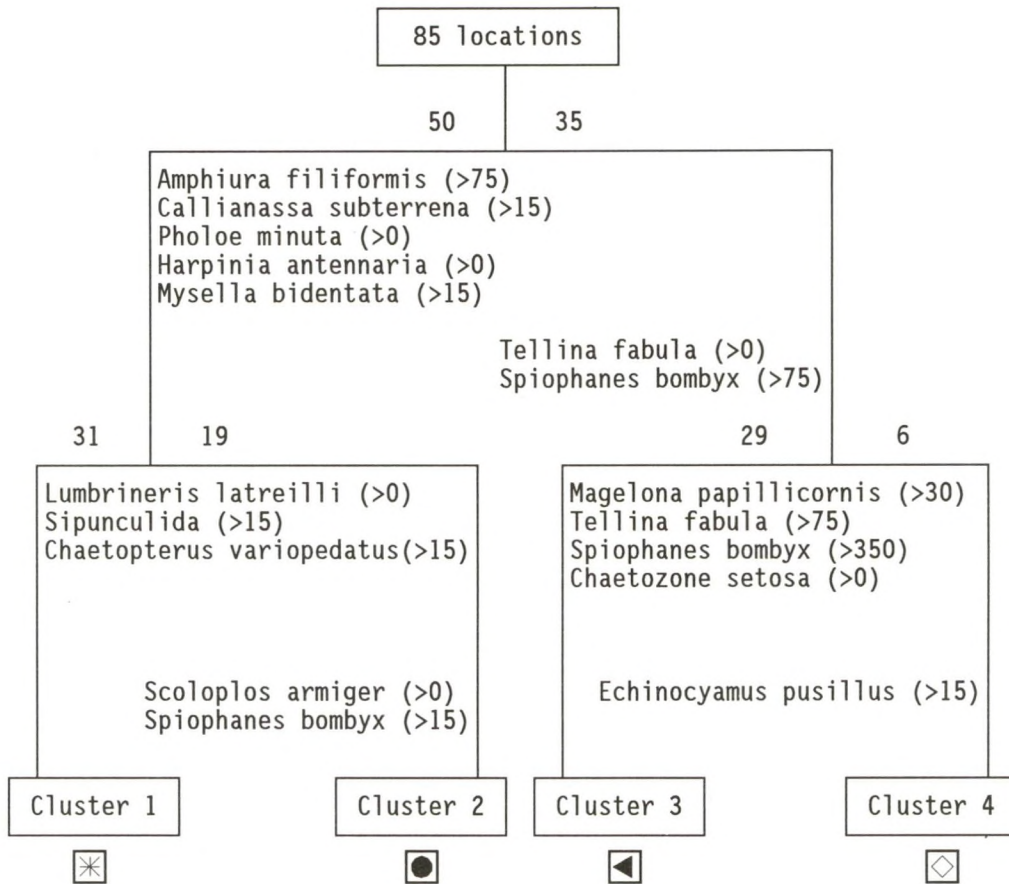 85 locations
50 35
Amphiura filiformis (>75)
Callianassa subterrena (>15)
Pholoe minuta (>0)
Harpinia antennaria (>0)
Mysella bidentata (>15)
Tellina fabula (>0)
Spiophanes bombyx (>75)
31 19
29 6
Lumbrineris latreilli (>0)
Sipunculida (>15)
Chaetopterus variopedatus(>15)
Scoloplos armiger (>0)
Spiophanes bombyx (>15)
Magelona papillicornis (>30)
Tellina fabula (>75)
Spiophanes bombyx (>350)
Chaetozone setosa (>0)
Echinocyamus pusillus (>15)
Cluster 1
Cluster 2
Cluster 3
Cluster 4